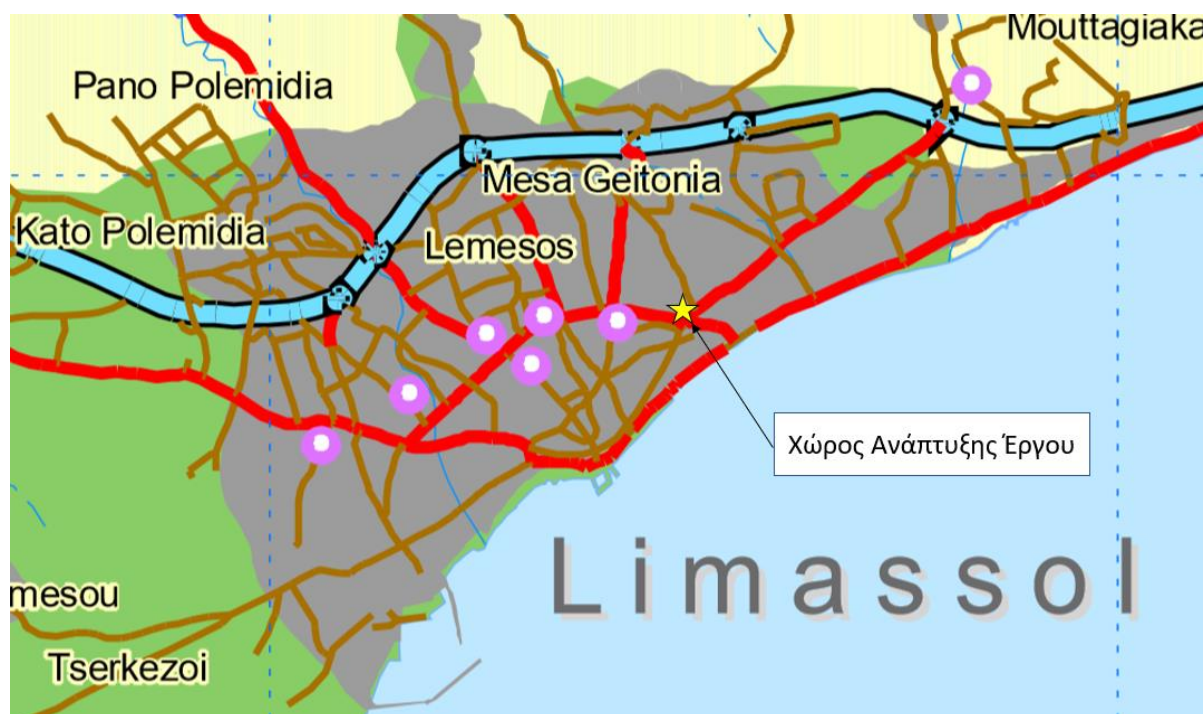 Mouttagiaka
Pano Polemidia
Mesa Geitonia
Kato Polemidia
Lemesos
Χώρος Ανάπτυξης Έργου
Limassol
mesou
Tserkezoi